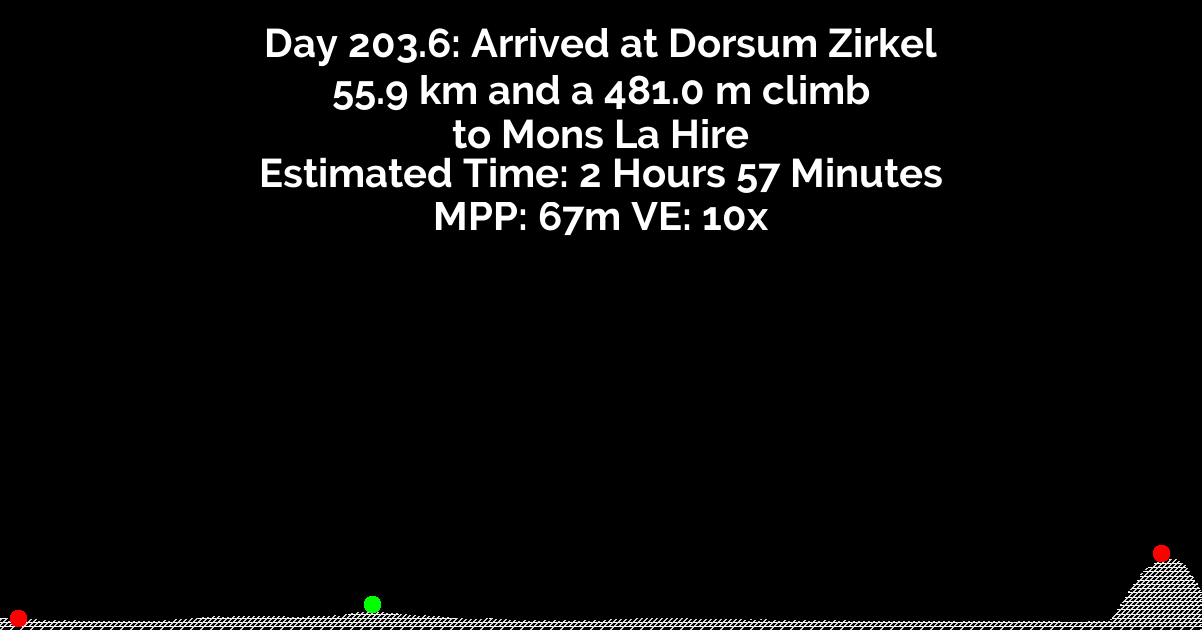 Day 203.6: Arrived at Dorsum Zirkel
55.9 km and a 481.0 m climb
to Mons La Hire
Estimated Time: 2 Hours 57 Minutes
MPP: 67m VE: 10x